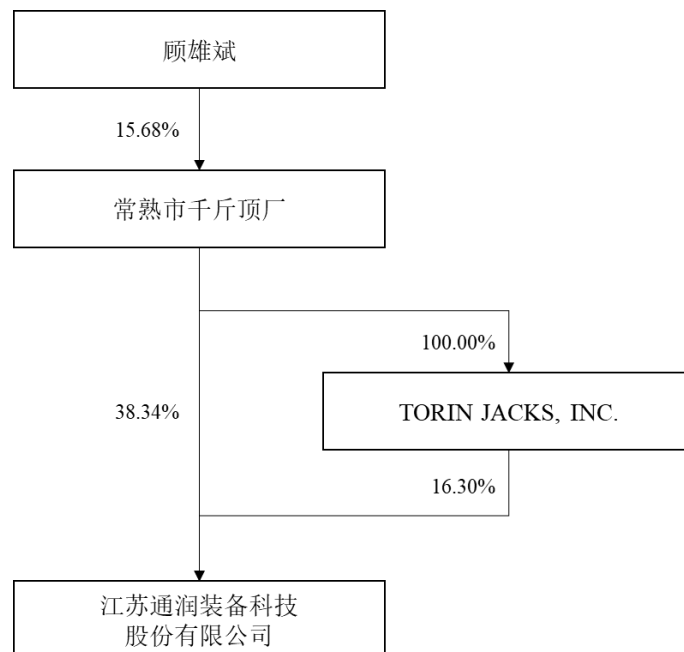 顾雄斌
15.68%
常熟市千斤顶厂
100.00%
38.34%
TORIN JACKS, INC.
16.30%
江苏通润装备科技
股份有限公司